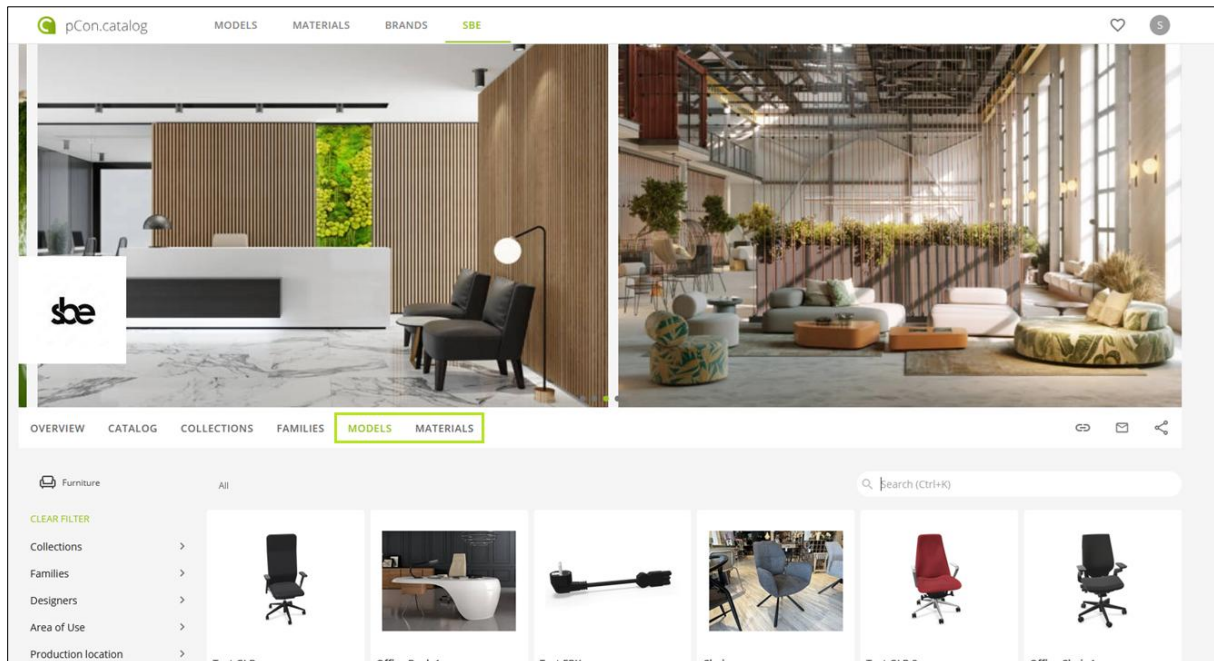 pCon.catalog
MODELS MATERIALS BRANDS SBE
S
sbe
OVERVIEW CATALOG COLLECTIONS FAMILIES MODELS MATERIALS
Furniture
All
Search (Ctrl+K)
CLEAR FILTER
Collections
Families
Designers
Area of Use
Production location